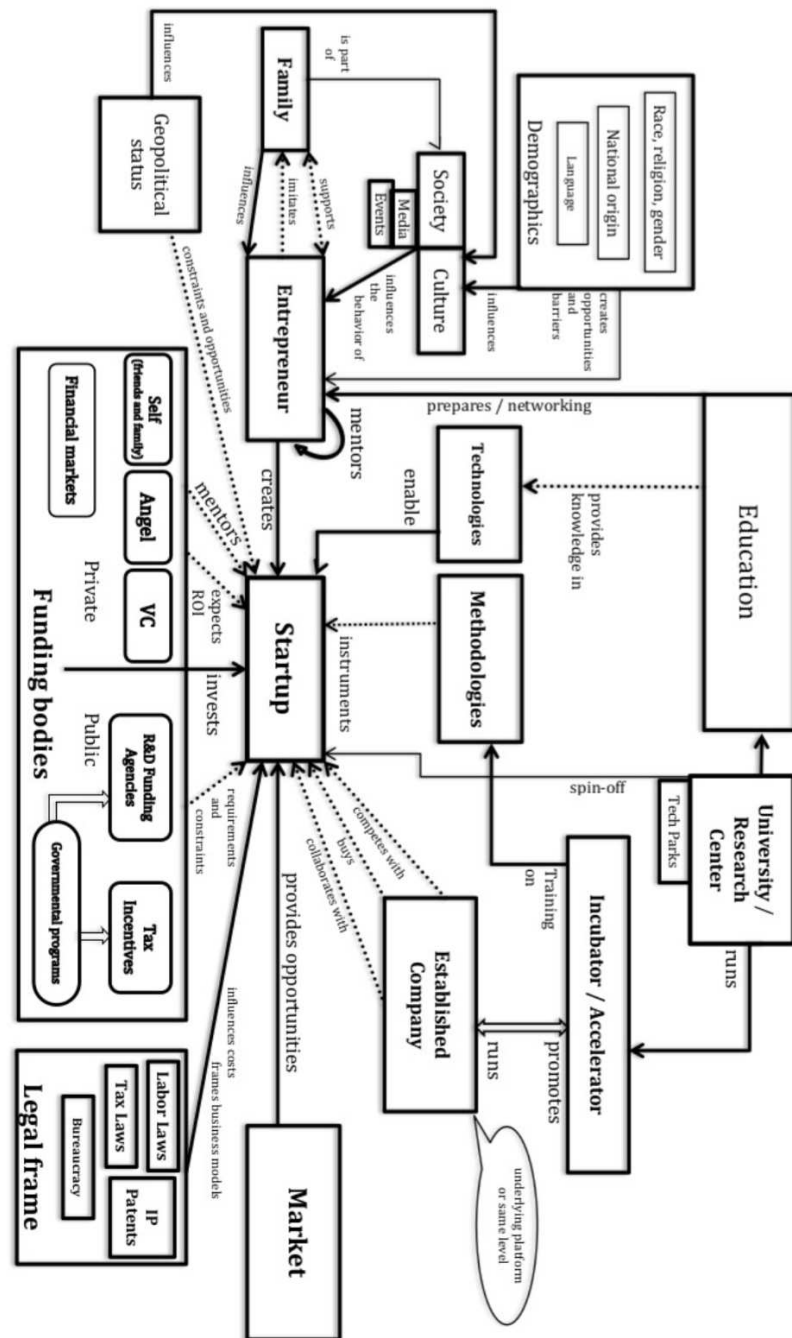 Race, religion, gender
National origin
Language
Demographics
creates
opportunities
and
barriers
influences
Education
prepares / networking
provides
knowledge in
University /
Research
Center
Tech Parks
runs
spin-off
is part
of
Society
Culture
Media
Events
influences
the
behavior of
Technologies
enable
Methodologies
instruments
Training
on
Incubator / Accelerator
promotes
runs
Established
Company
underlying platform
or same level
competes with
buys
collaborates with
Family
supports
imitates
influences
Entrepreneur
mentors
creates
Startup
Market
provides opportunities
influences
Geopolitical
status
constraints and opportunities
mentors
expects
ROI
invests
requirements
and
constraints
influences costs
frames business models
Self
(friends and family)
Angel
VC
R&D Funding
Agencies
Tax
Incentives
Financial markets
Private
Public
Governmental programs
Funding bodies
Labor Laws
Tax Laws
IP
Patents
Bureaucracy
Legal frame